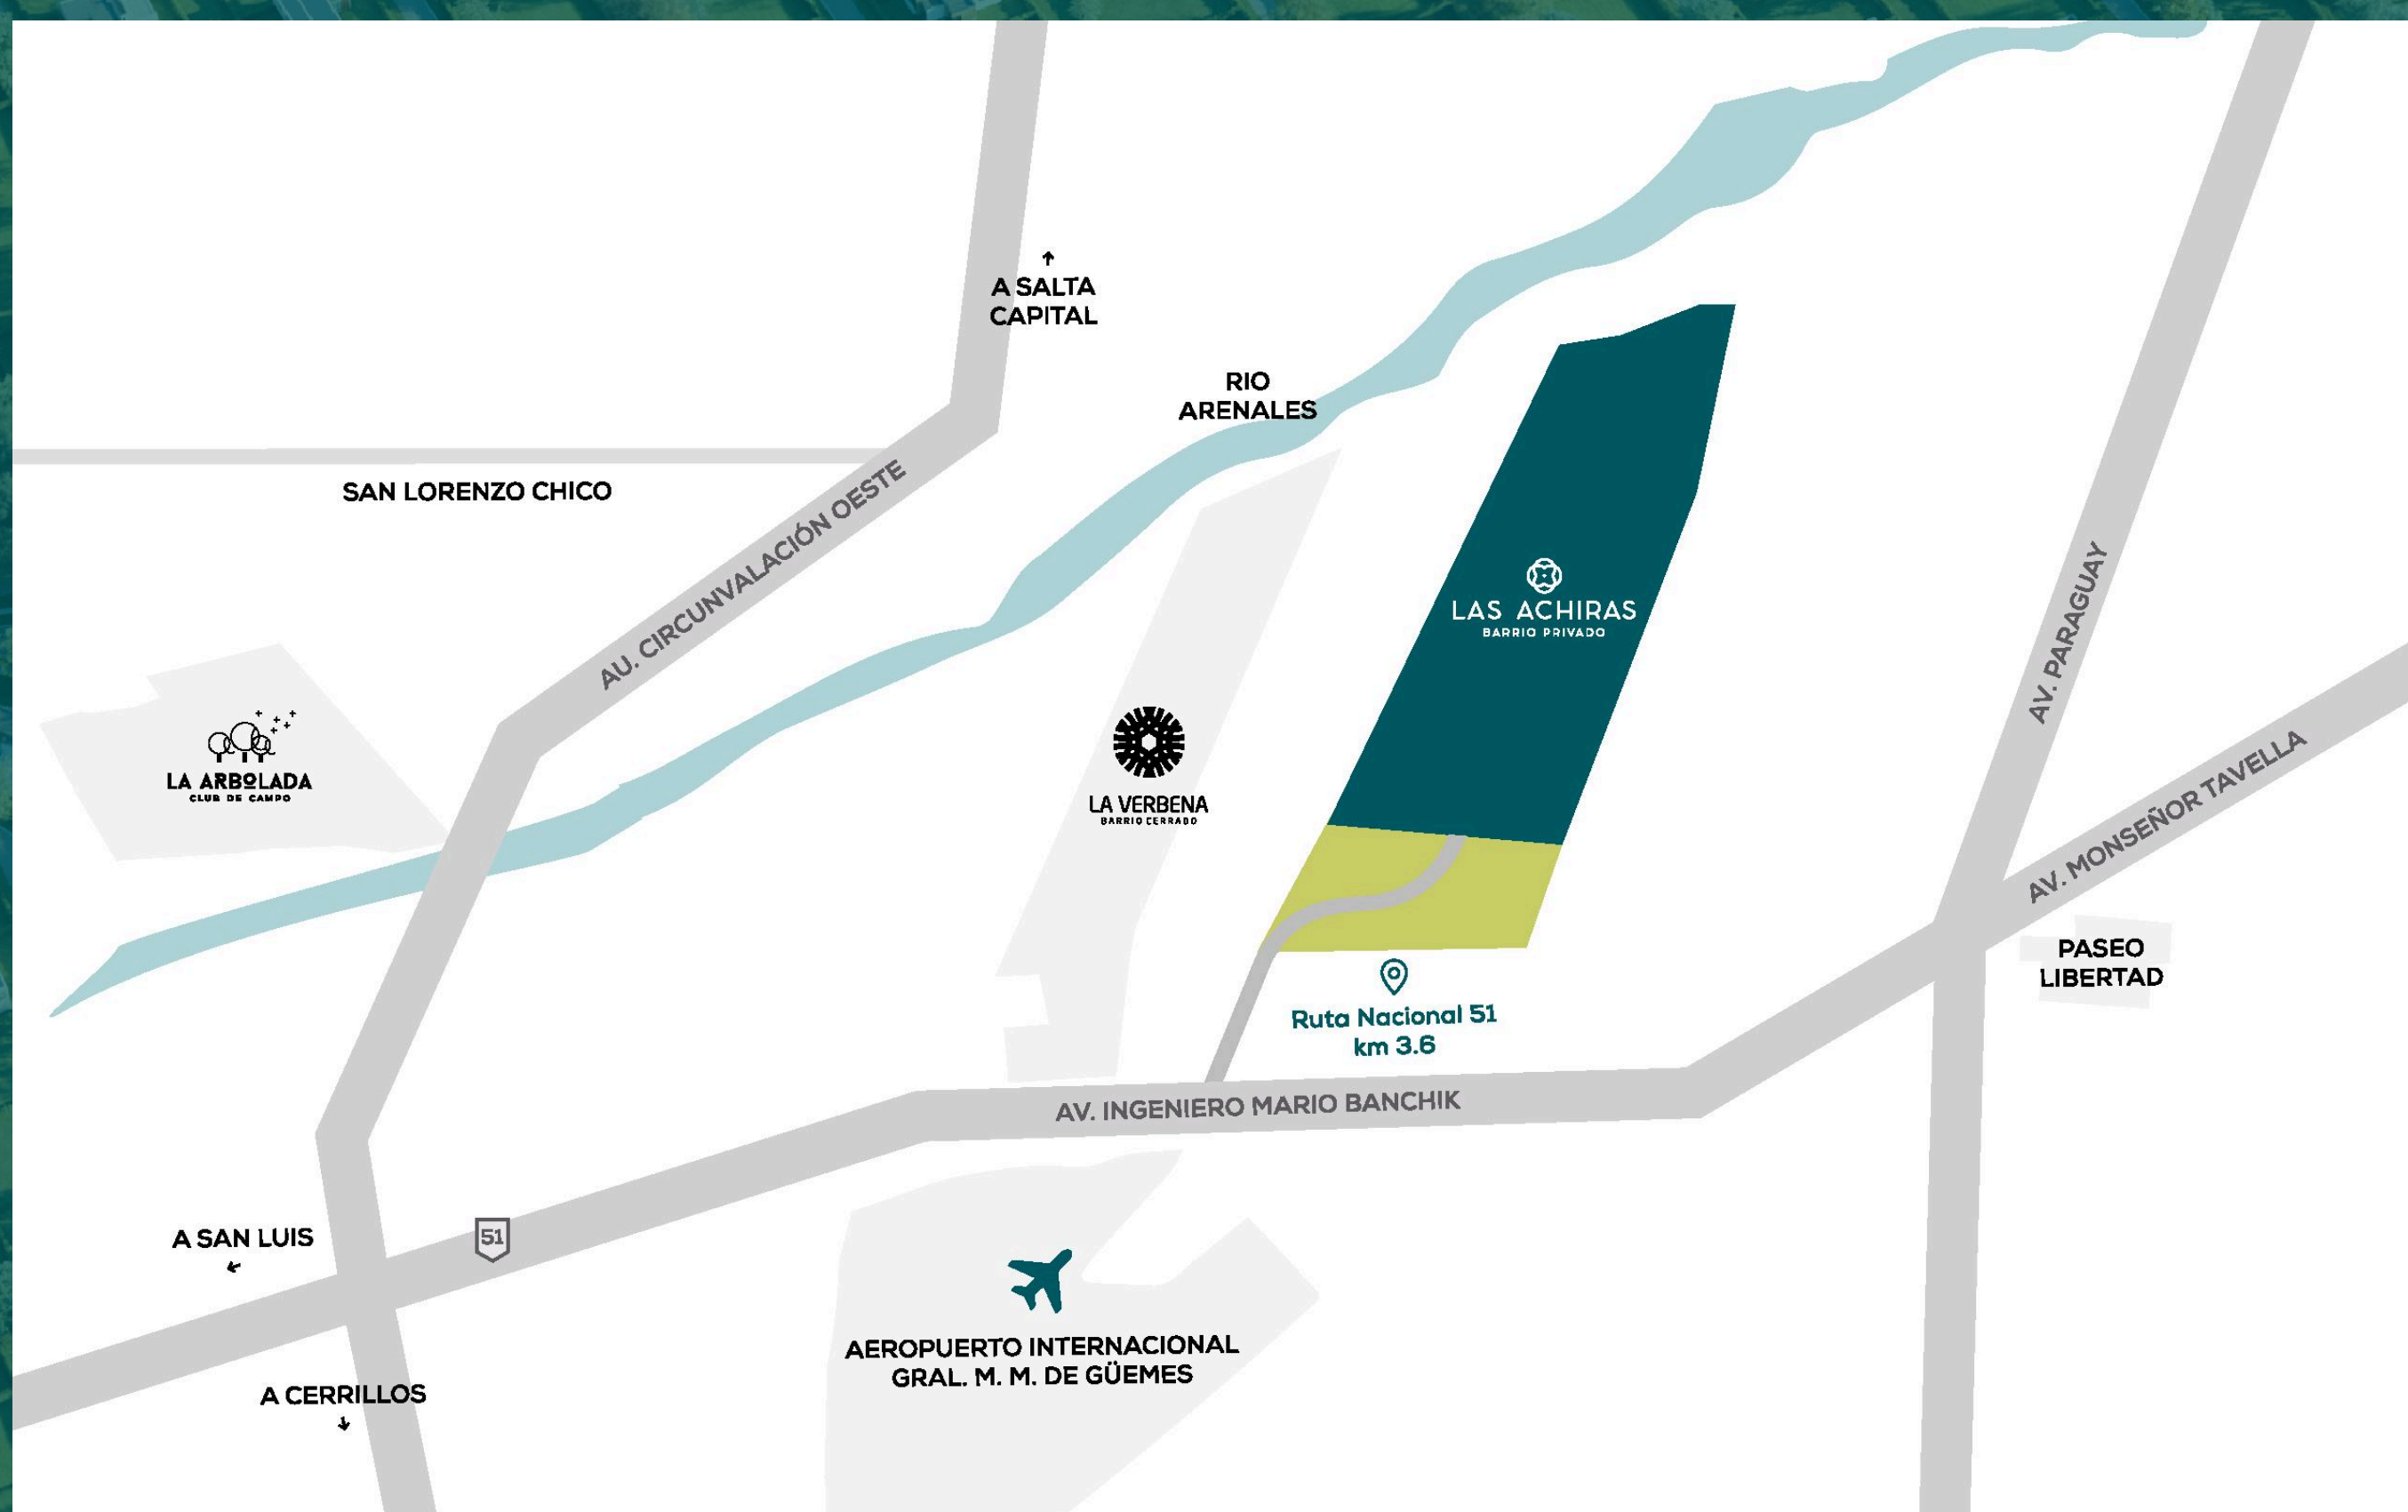 A SALTA
CAPITAL
RIO
ARENALES
SAN LORENZO CHICO
AU. CIRCUNVALACIÓN OESTE
LAS ACHIRAS
BARRIO PRIVADO
AV. PARAGUAY
LA ARBOLADA
CLUB DE CAMPO
LA VERBENA
BARRIO CERRADO
AV. MONSEÑOR TAVELLA
PASEO
LIBERTAD
Ruta Nacional 51
km 3.6
AV. INGENIERO MARIO BANCHIK
A SAN LUIS
51
AEROPUERTO INTERNACIONAL
GRAL. M. M. DE GÜEMES
A CERRILLOS